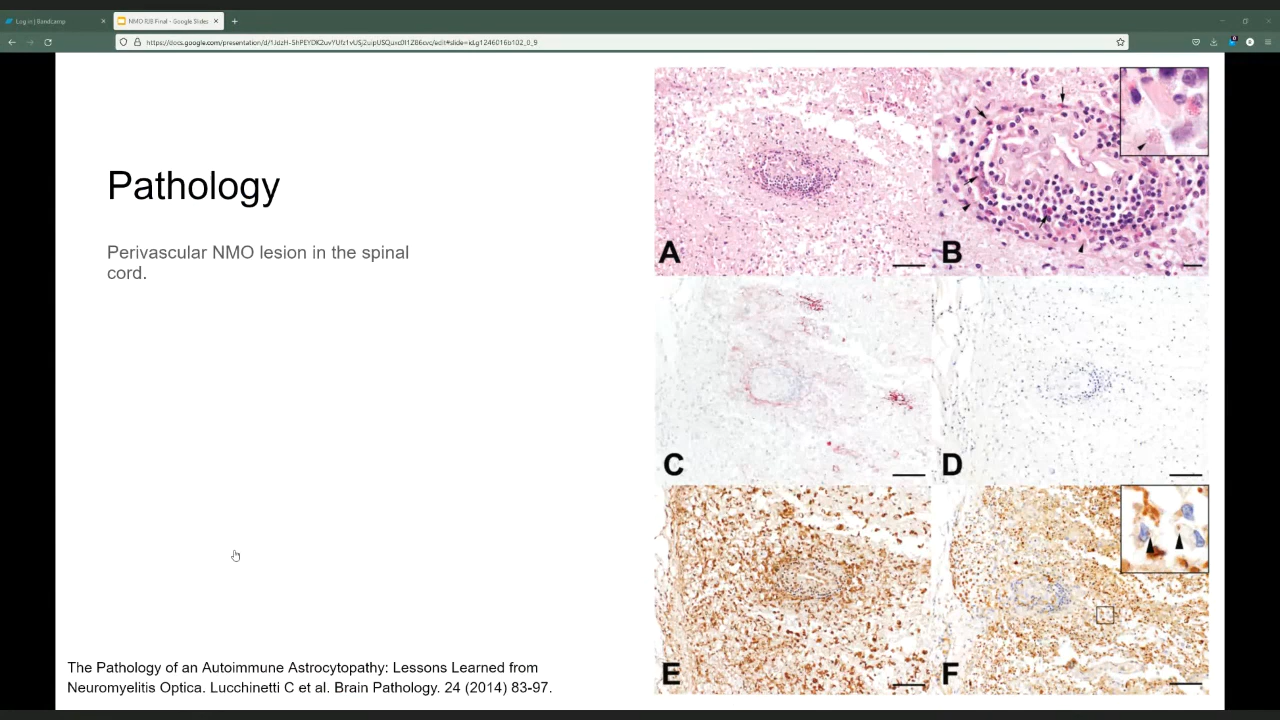 Log in | Bandcamp
NMO RJB Final - Google Slides
Pathology
Perivascular NMO lesion in the spinal
cord.
A
B
C
D
E
F
The Pathology of an Autoimmune Astrocytopathy: Lessons Learned from
Neuromyelitis Optica. Lucchinetti C et al. Brain Pathology. 24 (2014) 83-97.